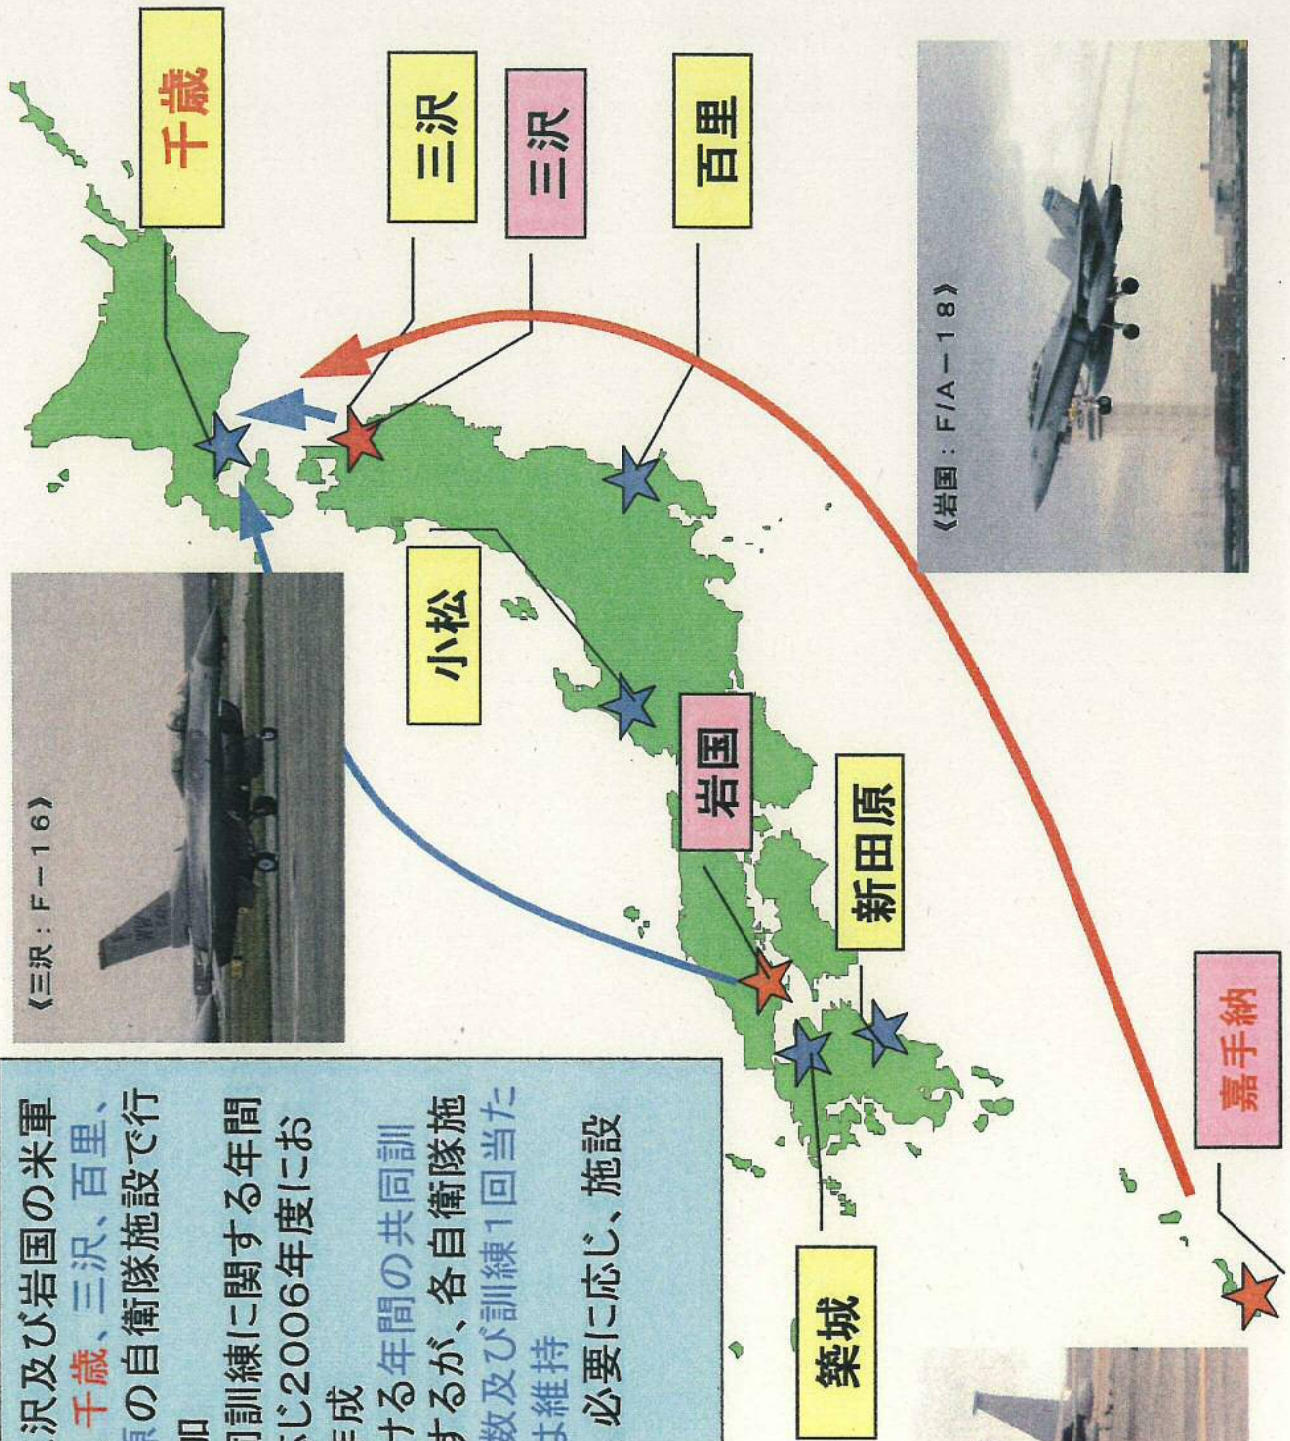 沢及び岩国の米軍
千歳、三沢、百里、
原の自衛隊施設で行
加
同訓練に関する年間
じ2006年度にお
成
ける年間の共同訓
するが、各自衛隊施
数及び訓練1回当た
は維持
必要に応じ、施設
《三沢：F－16》
千歳
小松
三沢
三沢
岩国
百里
新田原
築城
《岩国：F/A－18》
嘉手納